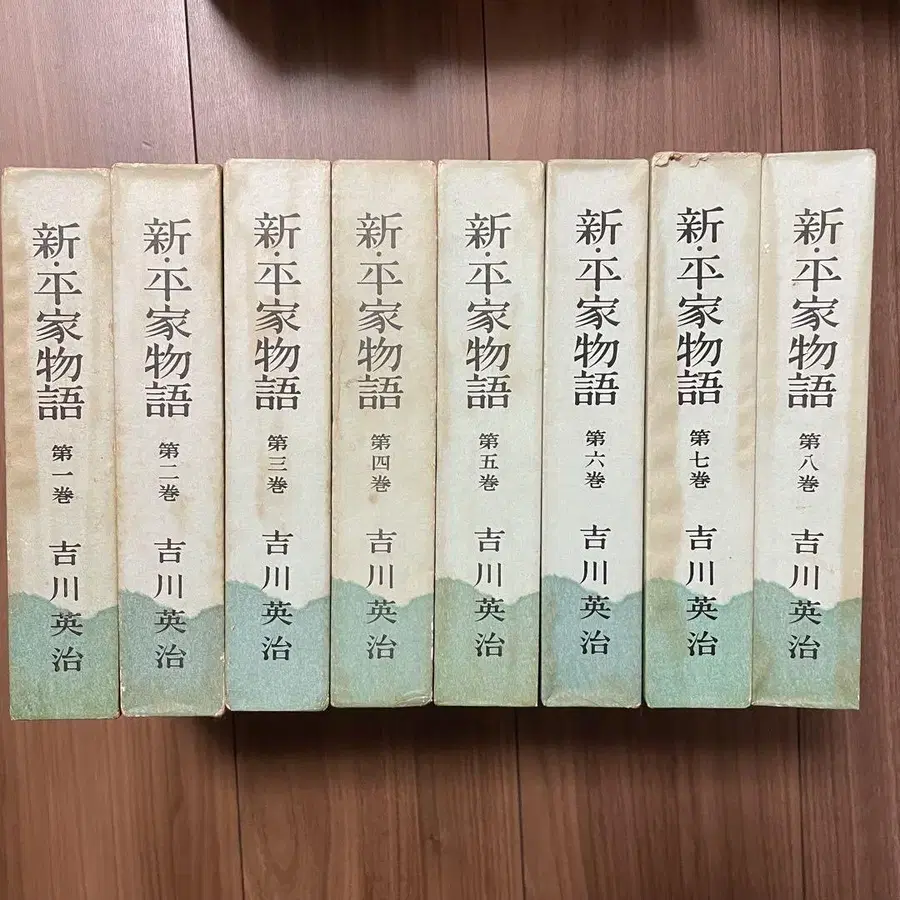 新・平家物語 第一巻 吉川英治
新・平家物語 第二巻 吉川英治
新・平家物語 第三巻 吉川英治
新・平家物語 第四巻 吉川英治
新・平家物語 第五巻 吉川英治
新・平家物語 第六巻 吉川英治
新・平家物語 第七巻 吉川英治
新・平家物語 第八巻 吉川英治